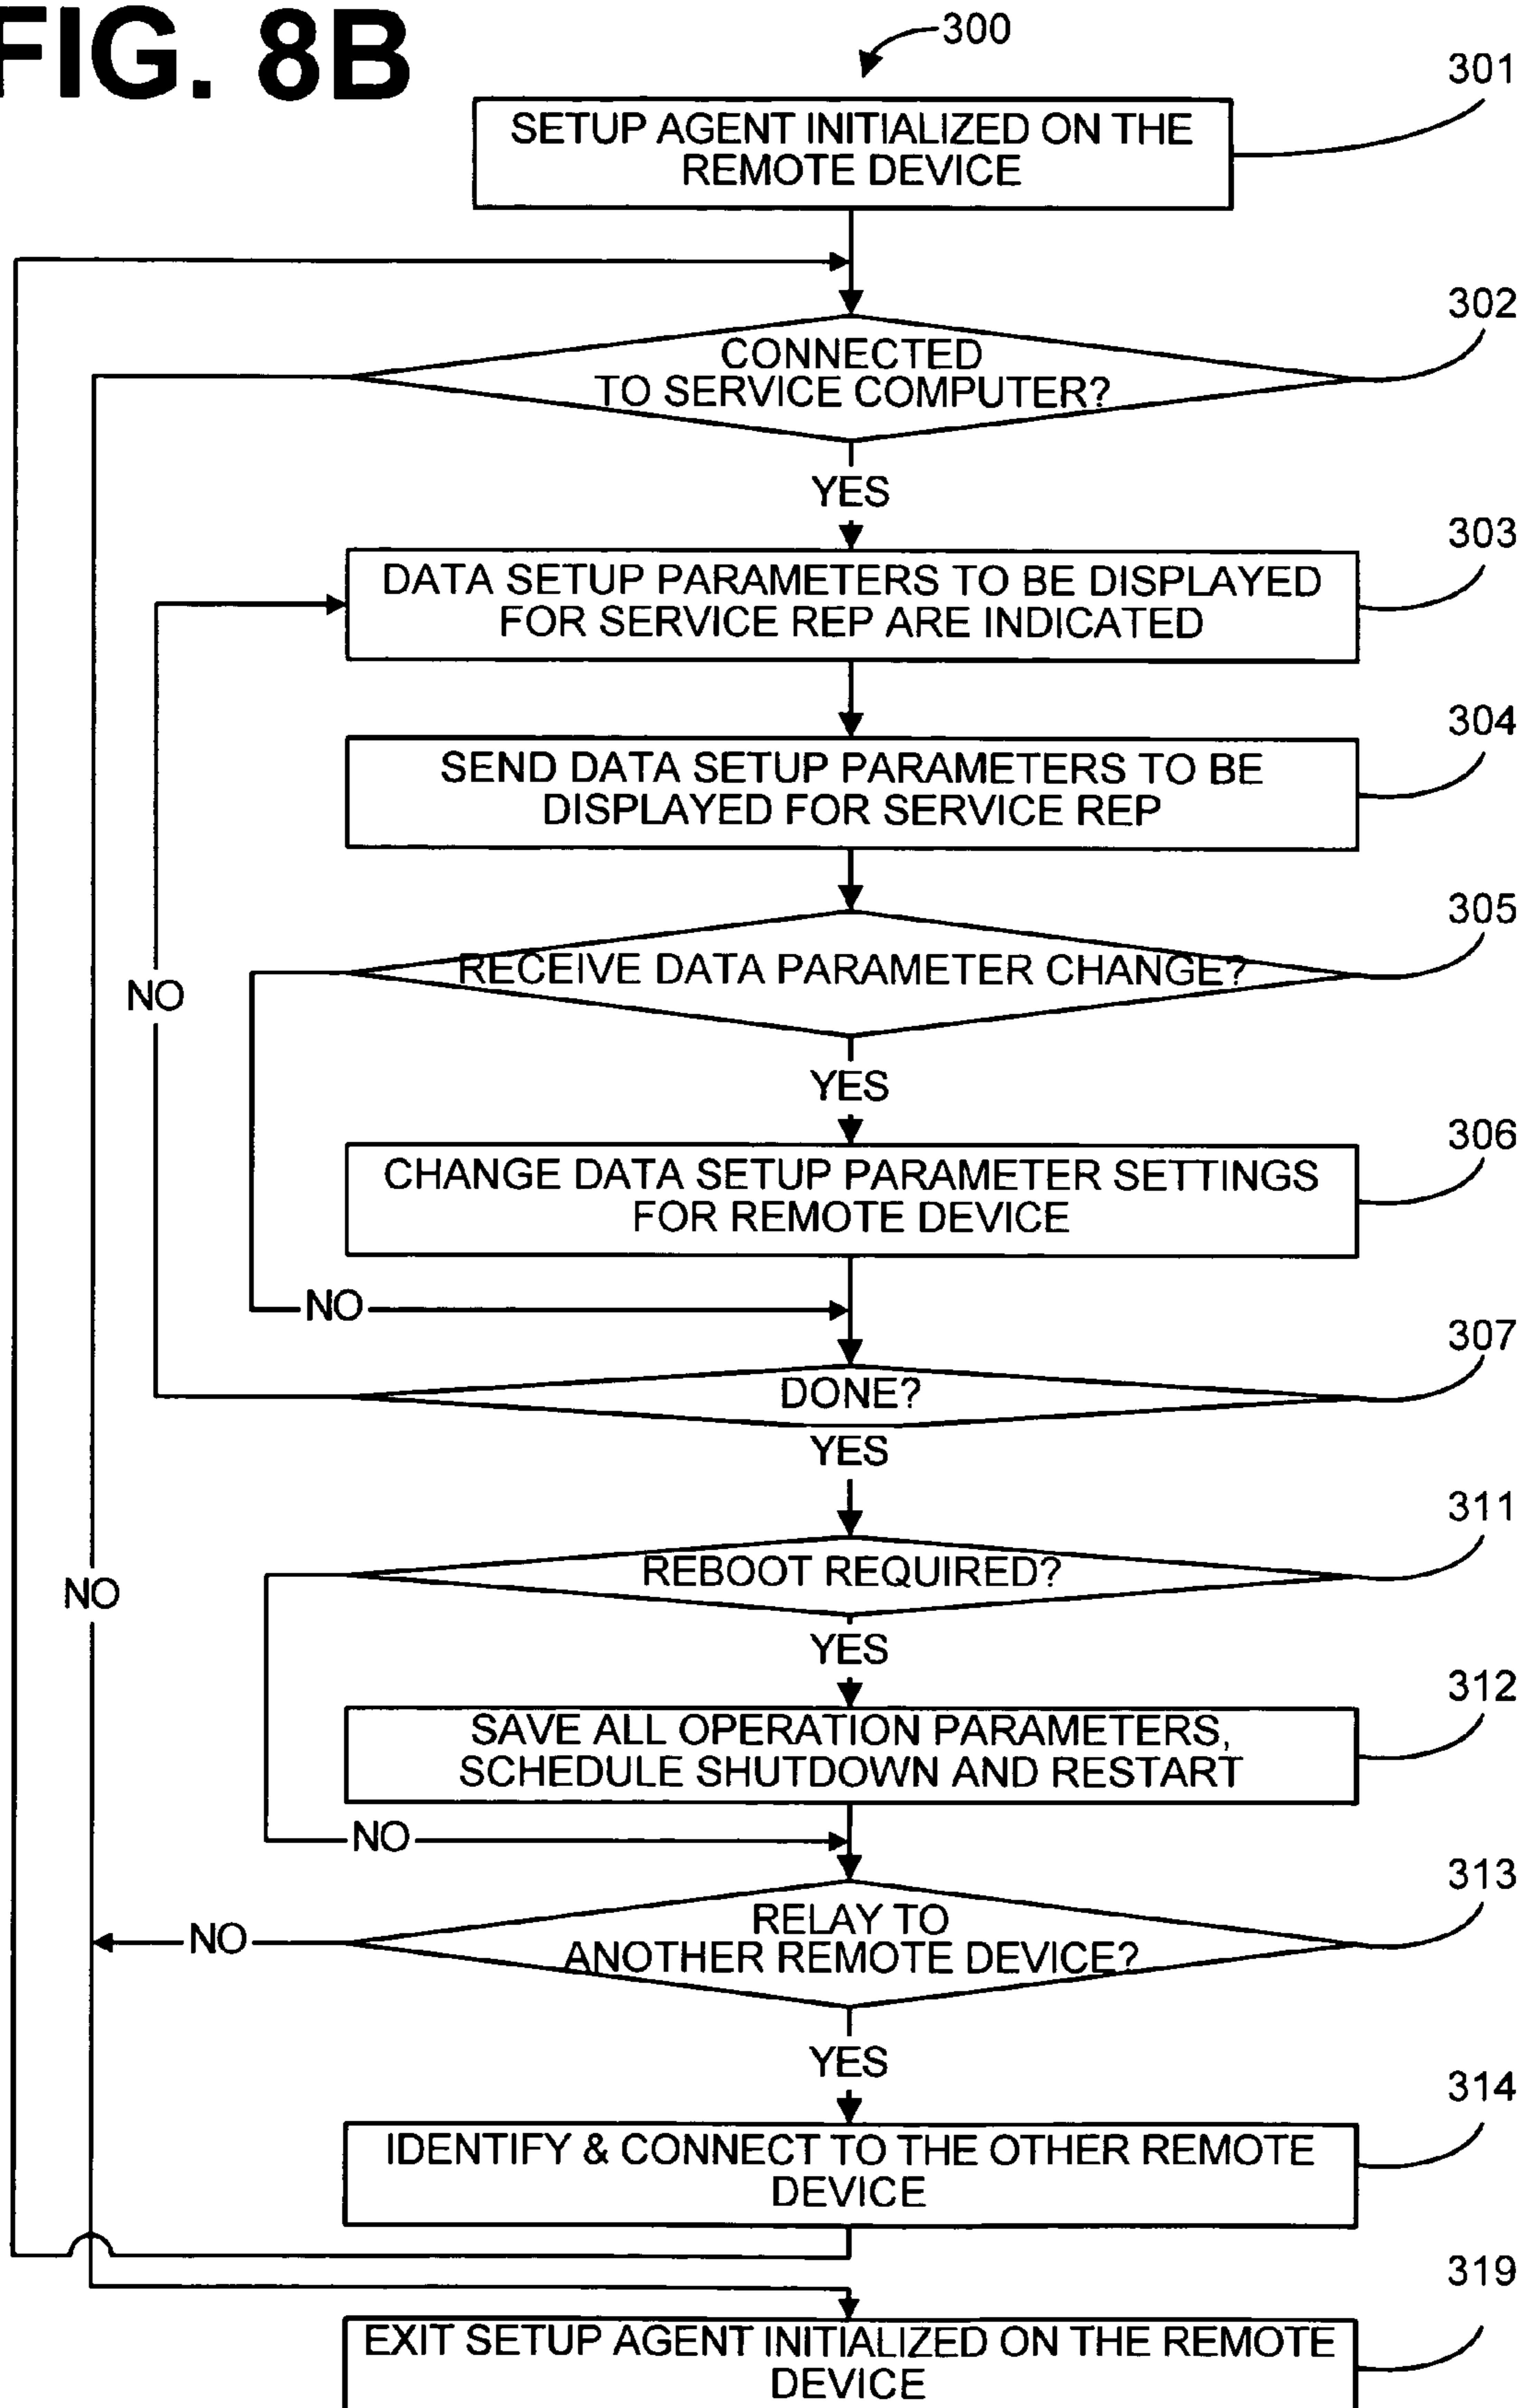 FIG. 8B
300
301
SETUP AGENT INITIALIZED ON THE
REMOTE DEVICE
302
CONNECTED
TO SERVICE COMPUTER?
YES
303
DATA SETUP PARAMETERS TO BE DISPLAYED
FOR SERVICE REP ARE INDICATED
304
SEND DATA SETUP PARAMETERS TO BE
DISPLAYED FOR SERVICE REP
305
RECEIVE DATA PARAMETER CHANGE?
NO
YES
306
CHANGE DATA SETUP PARAMETER SETTINGS
FOR REMOTE DEVICE
NO
307
DONE?
YES
311
REBOOT REQUIRED?
NO
YES
312
SAVE ALL OPERATION PARAMETERS,
SCHEDULE SHUTDOWN AND RESTART
NO
313
RELAY TO
NO
ANOTHER REMOTE DEVICE?
YES
314
IDENTIFY & CONNECT TO THE OTHER REMOTE
DEVICE
319
EXIT SETUP AGENT INITIALIZED ON THE REMOTE
DEVICE